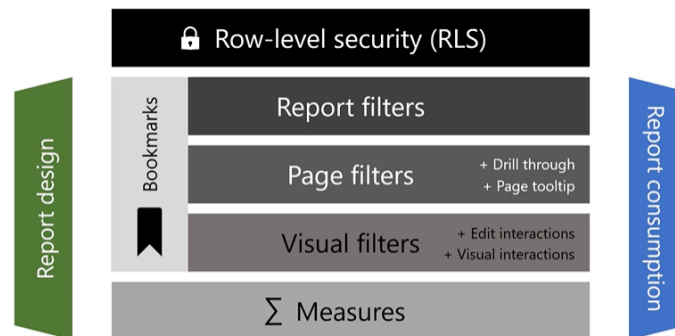 Row-level security (RLS)
Report design
Bookmarks
Report filters
Page filters
+ Drill through
+ Page tooltip
Visual filters
+ Edit interactions
+ Visual interactions
∑ Measures
Report consumption